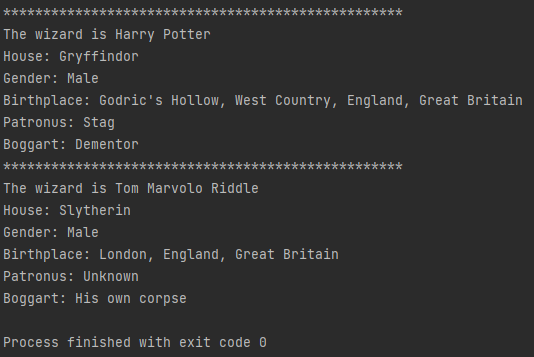 **************************************************
The wizard is Harry Potter
House: Gryffindor
Gender: Male
Birthplace: Godric's Hollow, West Country, England, Great Britain
Patronus: Stag
Boggart: Dementor
**************************************************
The wizard is Tom Marvolo Riddle
House: Slytherin
Gender: Male
Birthplace: London, England, Great Britain
Patronus: Unknown
Boggart: His own corpse
Process finished with exit code 0